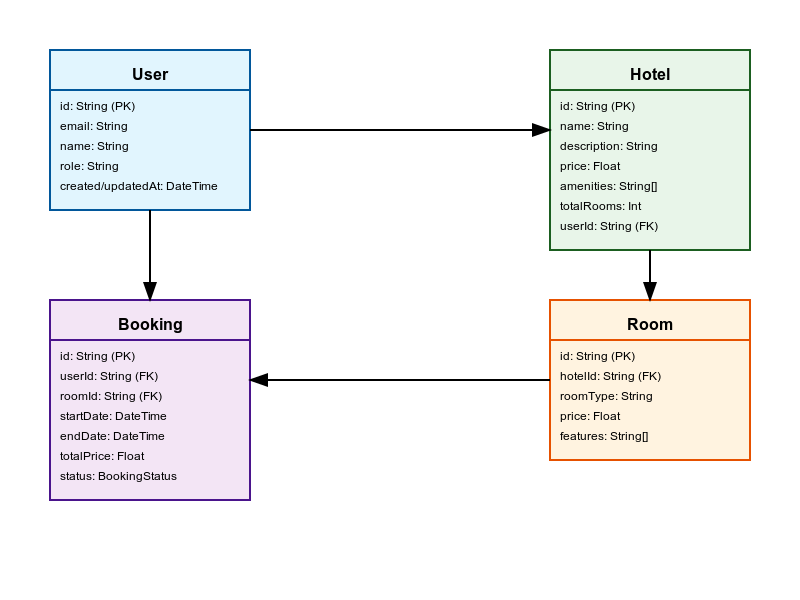 User
id: String (PK)
email: String
name: String
role: String
created/updatedAt: DateTime
Hotel
id: String (PK)
name: String
description: String
price: Float
amenities: String[]
totalRooms: Int
userId: String (FK)
Booking
id: String (PK)
userId: String (FK)
roomId: String (FK)
startDate: DateTime
endDate: DateTime
totalPrice: Float
status: BookingStatus
Room
id: String (PK)
hotelId: String (FK)
roomType: String
price: Float
features: String[]